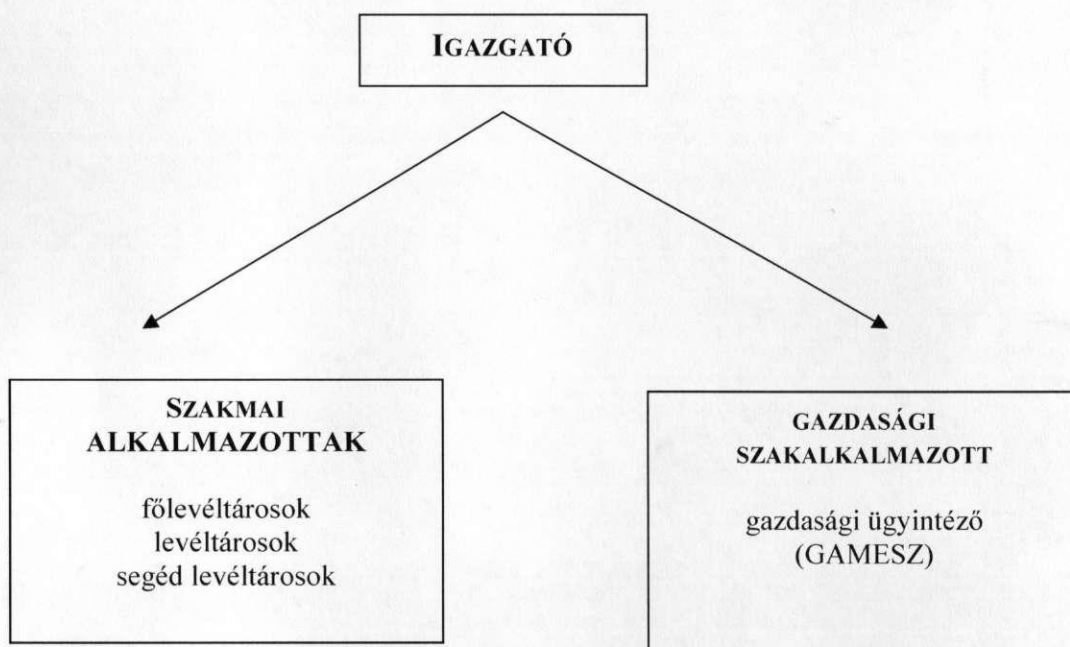 IGAZGATÓ
SZAKMAI
ALKALMAZOTTAK
főlevéltárosok
levéltárosok
segéd levéltárosok
GAZDASÁGI
SZAKALKALMAZOTT
gazdasági ügyintéző
(GAMESZ)